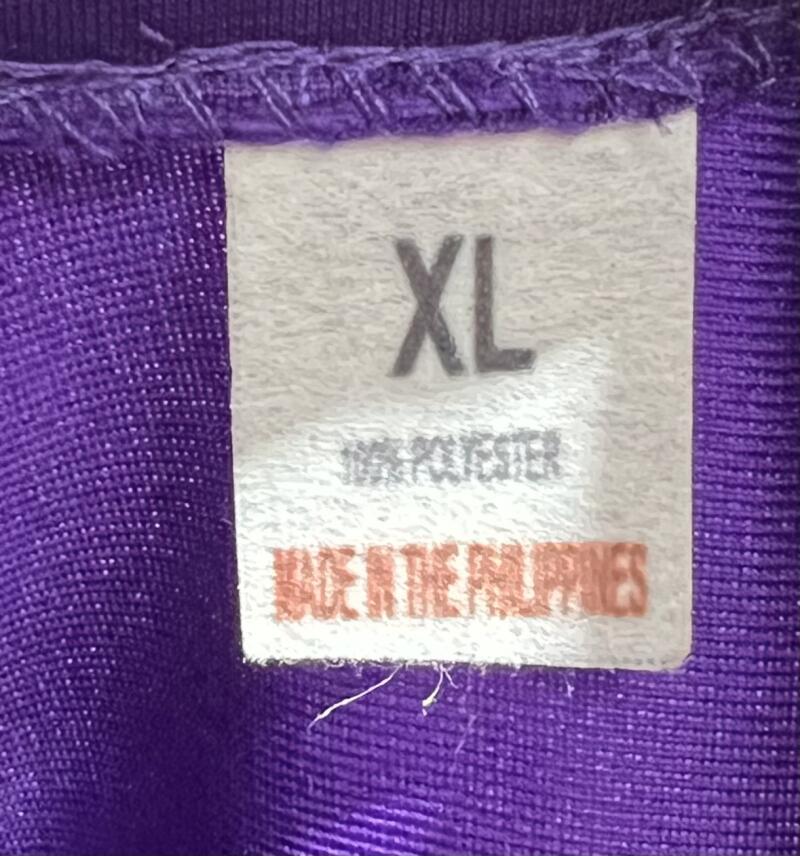 XL
100% POLYESTER
MADE IN THE PHILIPPINES